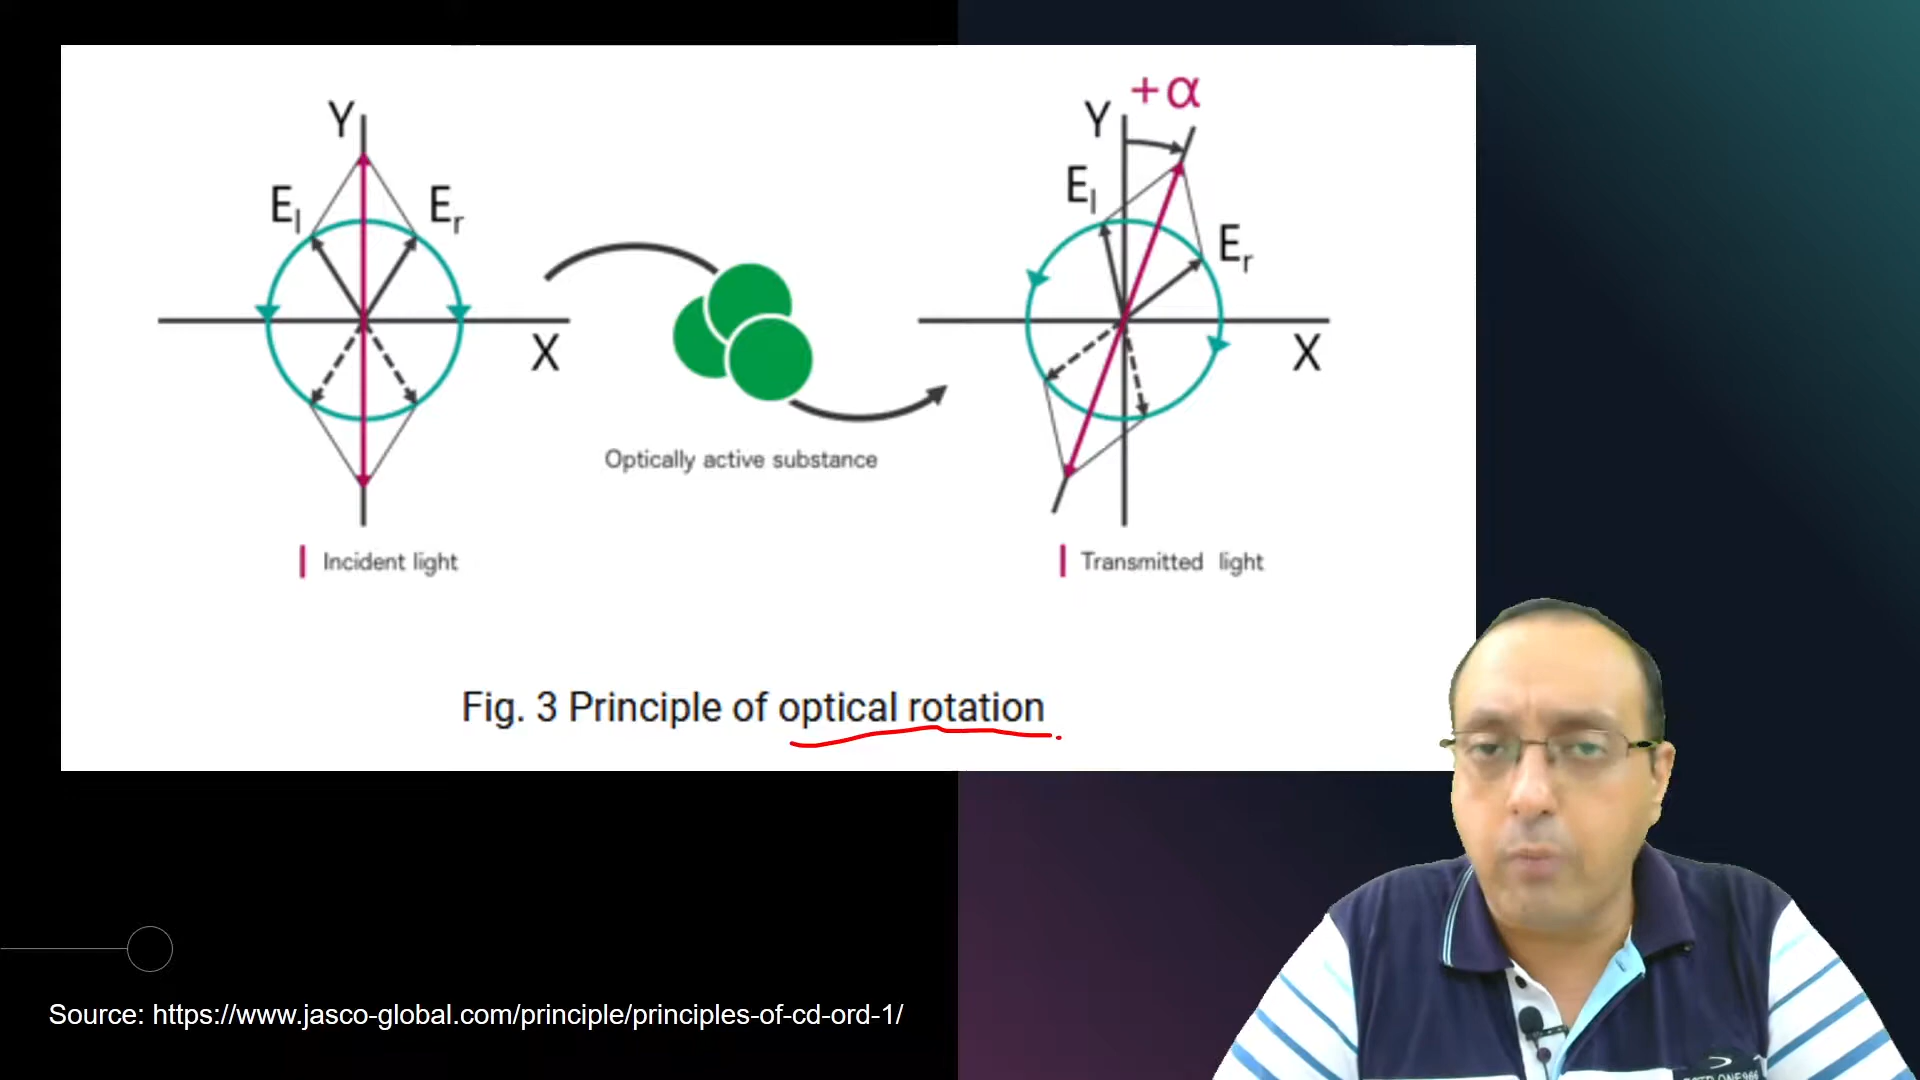 Y
E_l
E_r
X
Optically active substance
Incident light
+α
Y
E_l
E_r
X
Transmitted light
Fig. 3 Principle of optical rotation
Source: https://www.jasco-global.com/principle/principles-of-cd-ord-1/